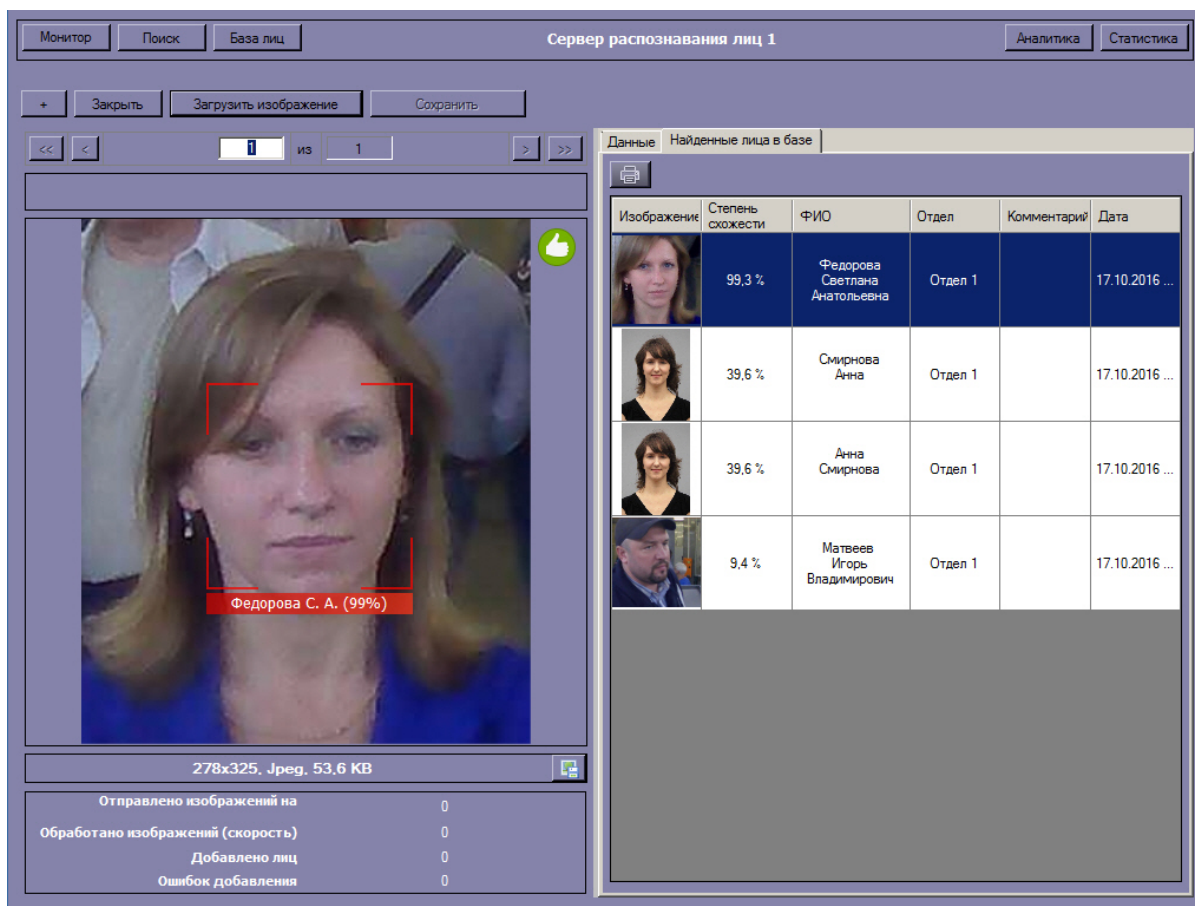 Монитор
Поиск
База лиц
Сервер распознавания лиц 1
Аналитика
Статистика
+
Закрыть
Загрузить изображение
Сохранить
<<
<
1
из
1
>
>>
Данные
Найденные лица в базе
Изображение
Степень
схожести
ФИО
Отдел
Комментарий
Дата
99,3 %
Федорова
Светлана
Анатольевна
Отдел 1
17.10.2016 ...
39,6 %
Смирнова
Анна
Отдел 1
17.10.2016 ...
39,6 %
Анна
Смирнова
Отдел 1
17.10.2016 ...
9,4 %
Матвеев
Игорь
Владимирович
Отдел 1
17.10.2016 ...
Федорова С. А. (99%)
278x325, Jpeg, 53,6 KB
Отправлено изображений на
0
Обработано изображений (скорость)
0
Добавлено лиц
0
Ошибок добавления
0